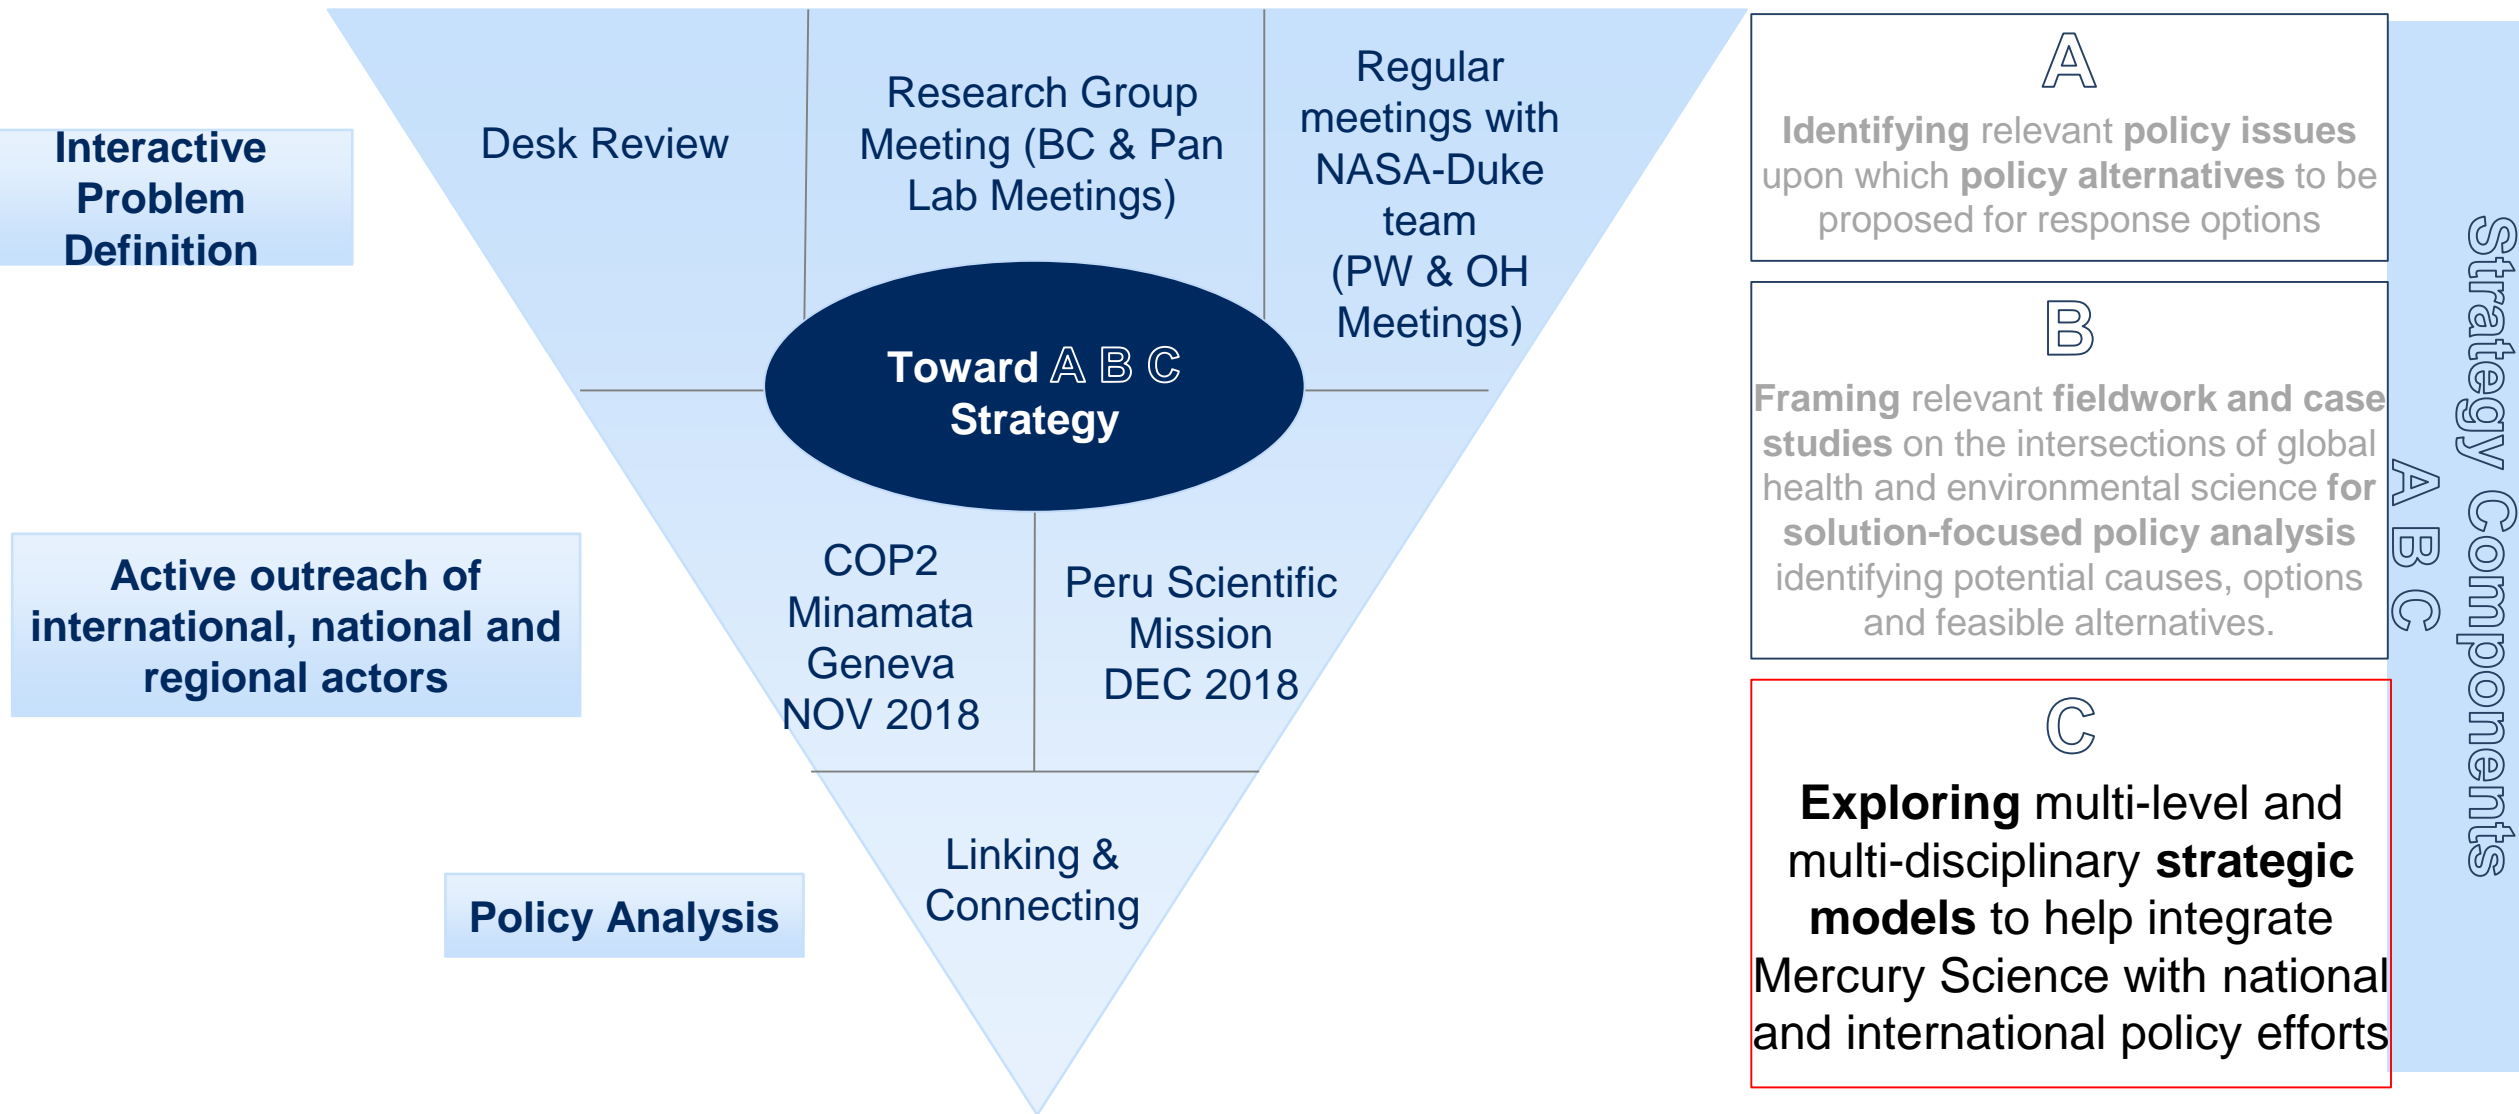 Interactive
Problem
Definition
Desk Review
Research Group
Meeting (BC & Pan
Lab Meetings)
Regular
meetings with
NASA-Duke
team
(PW & OH
Meetings)
Toward A B C
Strategy
Active outreach of
international, national and
regional actors
COP2
Minamata
Geneva
NOV 2018
Peru Scientific
Mission
DEC 2018
Policy Analysis
Linking &
Connecting
A
Identifying relevant policy issues
upon which policy alternatives to be
proposed for response options
B
Framing relevant fieldwork and case
studies on the intersections of global
health and environmental science for
solution-focused policy analysis
identifying potential causes, options
and feasible alternatives.
C
Exploring multi-level and
multi-disciplinary strategic
models to help integrate
Mercury Science with national
and international policy efforts
Strategy Components
A B C